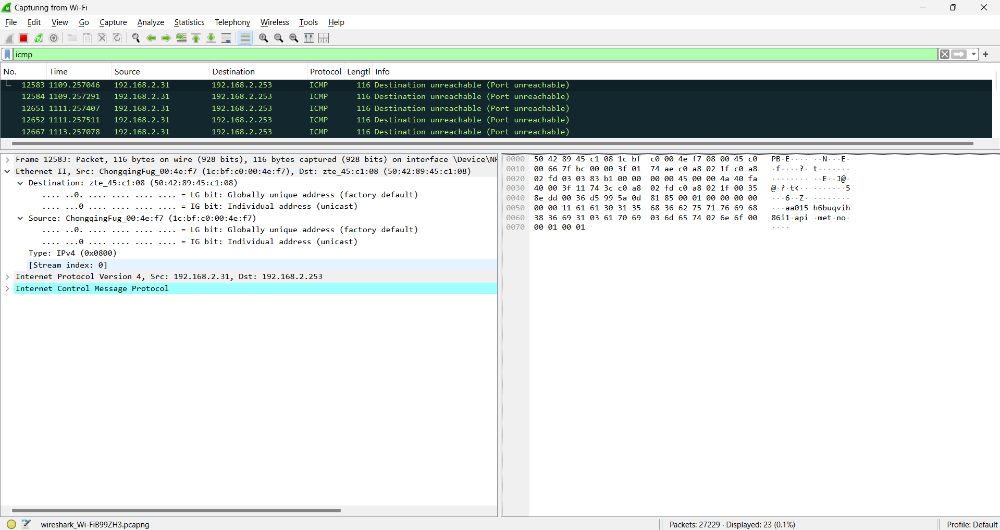 Capturing from Wi-Fi
File Edit View Go Capture Analyze Statistics Telephony Wireless Tools Help
icmp
No. Time Source Destination Protocol Lengtl Info
12583 1109.257046 192.168.2.31 192.168.2.253 ICMP 116 Destination unreachable (Port unreachable)
12584 1109.257291 192.168.2.31 192.168.2.253 ICMP 116 Destination unreachable (Port unreachable)
12651 1111.257407 192.168.2.31 192.168.2.253 ICMP 116 Destination unreachable (Port unreachable)
12652 1111.257511 192.168.2.31 192.168.2.253 ICMP 116 Destination unreachable (Port unreachable)
12667 1113.257078 192.168.2.31 192.168.2.253 ICMP 116 Destination unreachable (Port unreachable)
Frame 12583: Packet, 116 bytes on wire (928 bits), 116 bytes captured (928 bits) on interface \Device\NF
Ethernet II, Src: ChongqingFug_00:4e:f7 (1c:bf:c0:00:4e:f7), Dst: zte_45:c1:08 (50:42:89:45:c1:08)
Destination: zte_45:c1:08 (50:42:89:45:c1:08)
.... ..0. .... .... .... .... = LG bit: Globally unique address (factory default)
.... ...0 .... .... .... .... = IG bit: Individual address (unicast)
Source: ChongqingFug_00:4e:f7 (1c:bf:c0:00:4e:f7)
.... ..0. .... .... .... .... = LG bit: Globally unique address (factory default)
.... ...0 .... .... .... .... = IG bit: Individual address (unicast)
Type: IPv4 (0x0800)
[Stream index: 0]
Internet Protocol Version 4, Src: 192.168.2.31, Dst: 192.168.2.253
Internet Control Message Protocol
0000 50 42 89 45 c1 08 1c bf c0 00 4e f7 08 00 45 c0 PB·E···· ··N···E·
0010 00 66 7f bc 00 00 3f 01 74 ae c0 a8 02 1f c0 a8 ·f····?· t·······
0020 02 fd 03 03 83 b1 00 00 00 00 45 00 00 4a 40 fa ········ ··E··J@·
0030 40 00 3f 11 74 3c c0 a8 02 fd c0 a8 02 1f 00 35 @·?·t<·· ·······5
0040 8e dd 00 36 d5 99 5a 0d 81 85 00 01 00 00 00 00 ···6··Z· ········
0050 00 00 11 61 61 30 31 35 68 36 62 75 71 76 69 68 ···aa015 h6buqvih
0060 38 36 69 31 03 61 70 69 03 6d 65 74 02 6e 6f 00 86i1·api ·met·no·
0070 00 01 00 01 ····
wireshark_Wi-FiB99ZH3.pcapng
Packets: 27229 · Displayed: 23 (0.1%)
Profile: Default